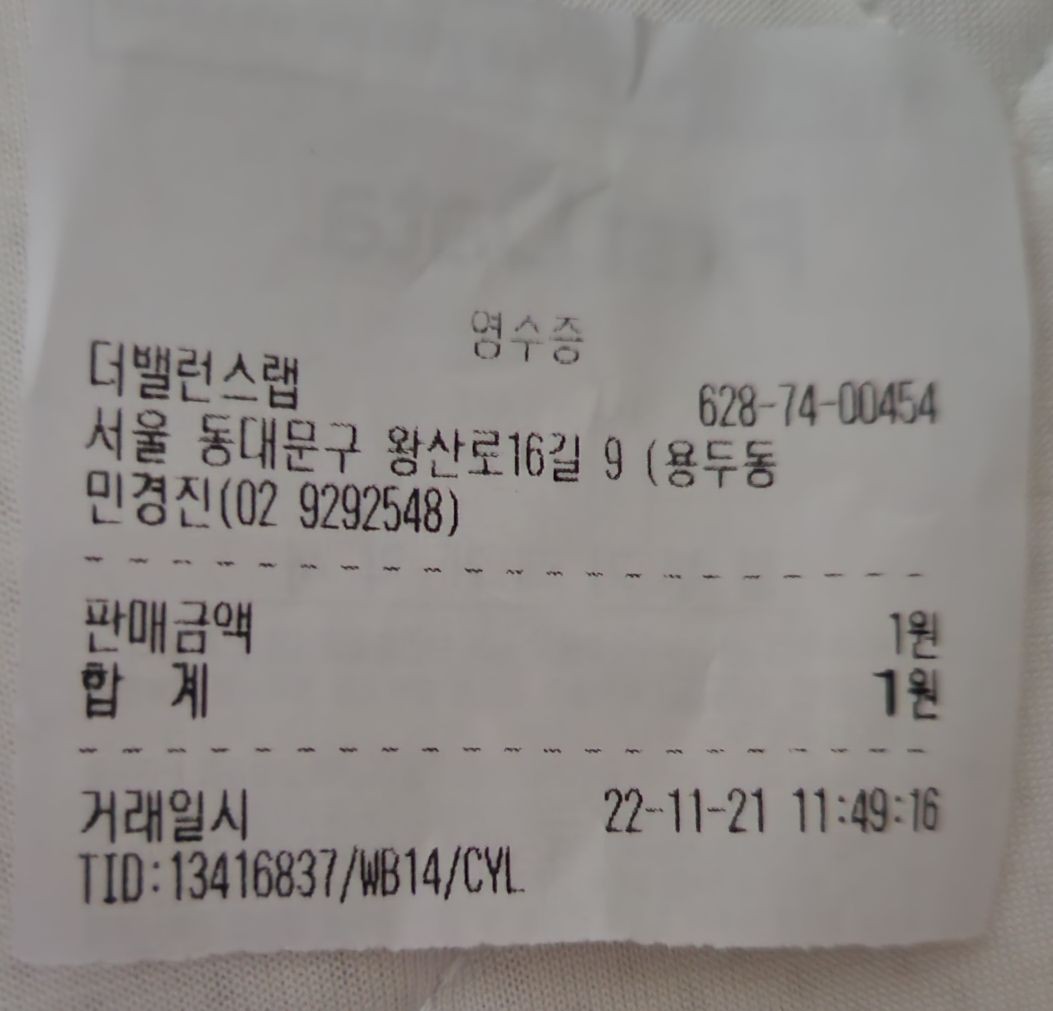 영수증
더밸런스랩
628-74-00454
서울 동대문구 왕산로16길 9 (용두동
민경진(02 9292548)
판매금액 1원
합 계 1원
거래일시 22-11-21 11:49:16
TID:13416837/WB14/CYL